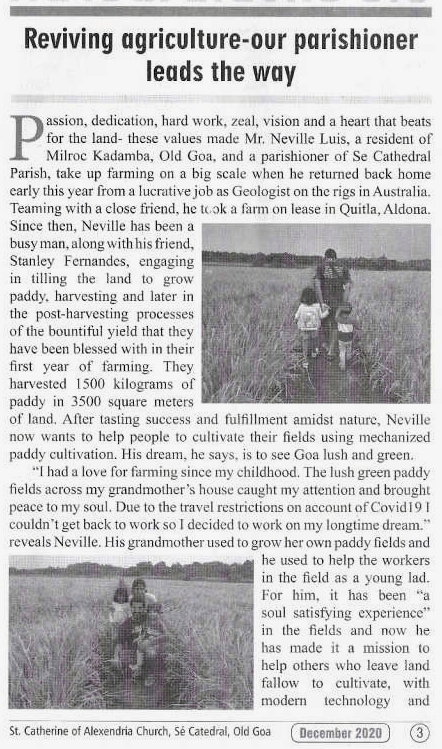 Reviving agriculture-our parishioner
leads the way
Passion, dedication, hard work, zeal, vision and a heart that beats
for the land- these values made Mr. Neville Luis, a resident of
Milroc Kadamba, Old Goa, and a parishioner of Se Cathedral
Parish, take up farming on a big scale when he returned back home
early this year from a lucrative job as Geologist on the rigs in Australia.
Teaming with a close friend, he took a farm on lease in Quitla, Aldona.
Since then, Neville has been a
busy man, along with his friend,
Stanley Fernandes, engaging
in tilling the land to grow
paddy, harvesting and later in
the post-harvesting processes
of the bountiful yield that they
have been blessed with in their
first year of farming. They
harvested 1500 kilograms of
paddy in 3500 square meters
of land. After tasting success and fulfillment amidst nature, Neville
now wants to help people to cultivate their fields using mechanized
paddy cultivation. His dream, he says, is to see Goa lush and green.
“I had a love for farming since my childhood. The lush green paddy
fields across my grandmother’s house caught my attention and brought
peace to my soul. Due to the travel restrictions on account of Covid19 I
couldn’t get back to work so I decided to work on my longtime dream.”
reveals Neville. His grandmother used to grow her own paddy fields and
he used to help the workers
in the field as a young lad.
For him, it has been “a
soul satisfying experience”
in the fields and now he
has made it a mission to
help others who leave land
fallow to cultivate, with
modern technology and
St. Catherine of Alexendria Church, Sé Catedral, Old Goa
December 2020
3